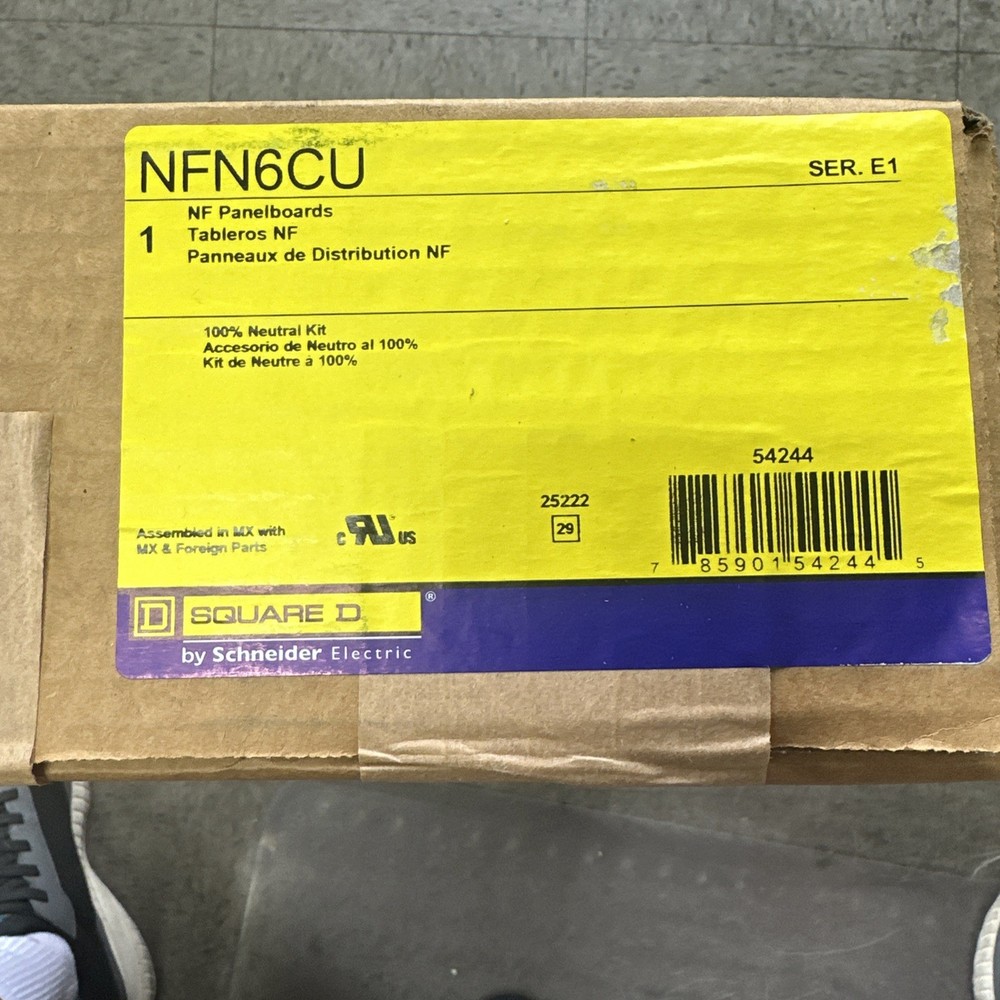 NFN6CU
SER. E1
1
NF Panelboards
Tableros NF
Panneaux de Distribution NF
100% Neutral Kit
Accesorio de Neutro al 100%
Kit de Neutre à 100%
54244
25222
29
Assembled in MX with
MX & Foreign Parts
c RU US
7 85901 54244 5
D SQUARE D ®
by Schneider Electric